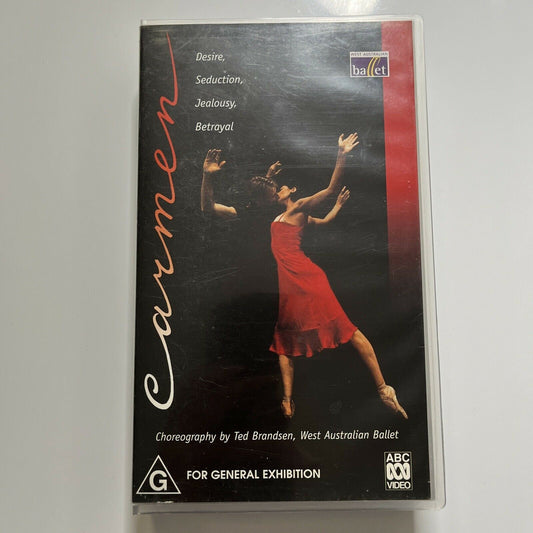 Desire,
Seduction,
Jealousy,
Betrayal
WEST AUSTRALIAN
ballet
carmen
Choreography by Ted Brandsen, West Australian Ballet
G
FOR GENERAL EXHIBITION
ABC
VIDEO